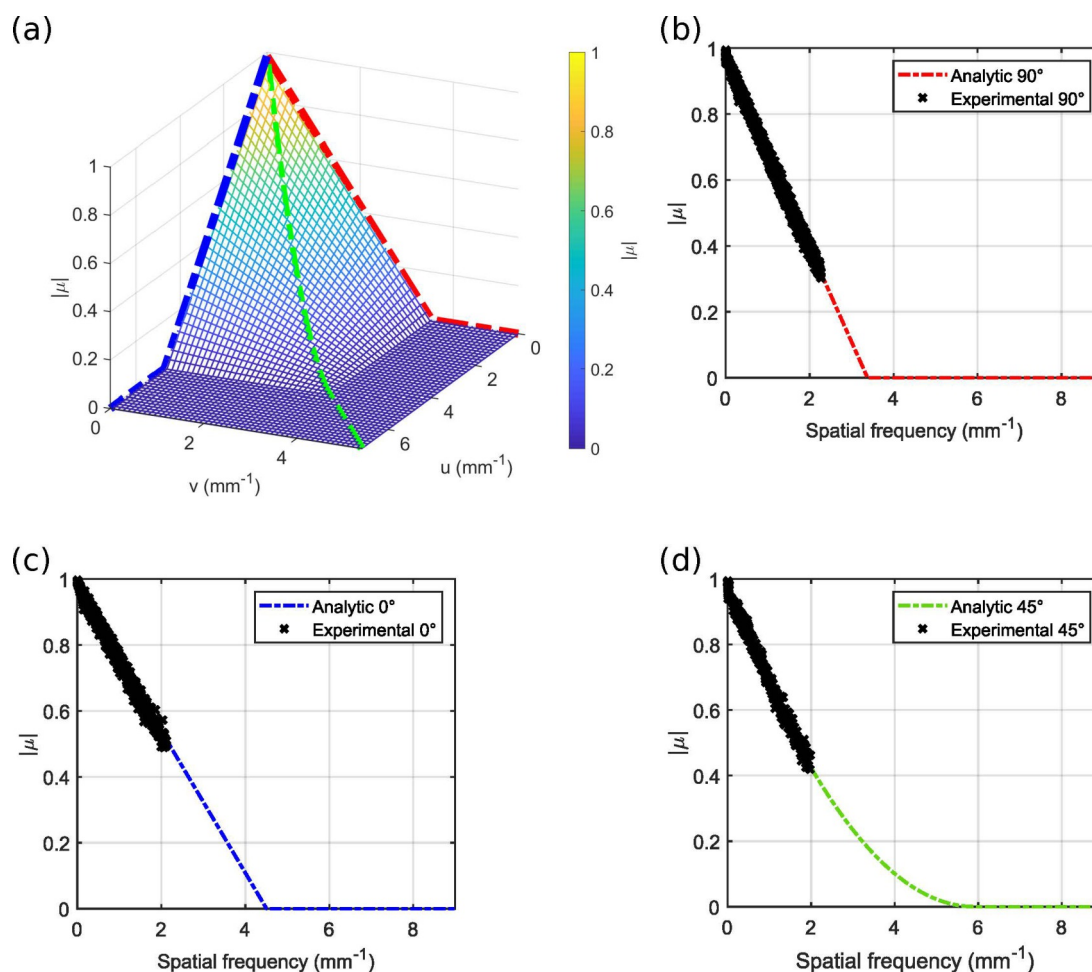 (a)
1
0.8
0.6
0.4
0.2
0
|μ|
0
2
4
v (mm-1)
6
4
2
0
u (mm-1)
1
0.8
0.6
0.4
0.2
0
|μ|
(b)
1
0.8
0.6
0.4
0.2
0
|μ|
Analytic 90°
Experimental 90°
0 2 4 6 8
Spatial frequency (mm-1)
(c)
1
0.8
0.6
0.4
0.2
0
|μ|
Analytic 0°
Experimental 0°
0 2 4 6 8
Spatial frequency (mm-1)
(d)
1
0.8
0.6
0.4
0.2
0
|μ|
Analytic 45°
Experimental 45°
0 2 4 6 8
Spatial frequency (mm-1)